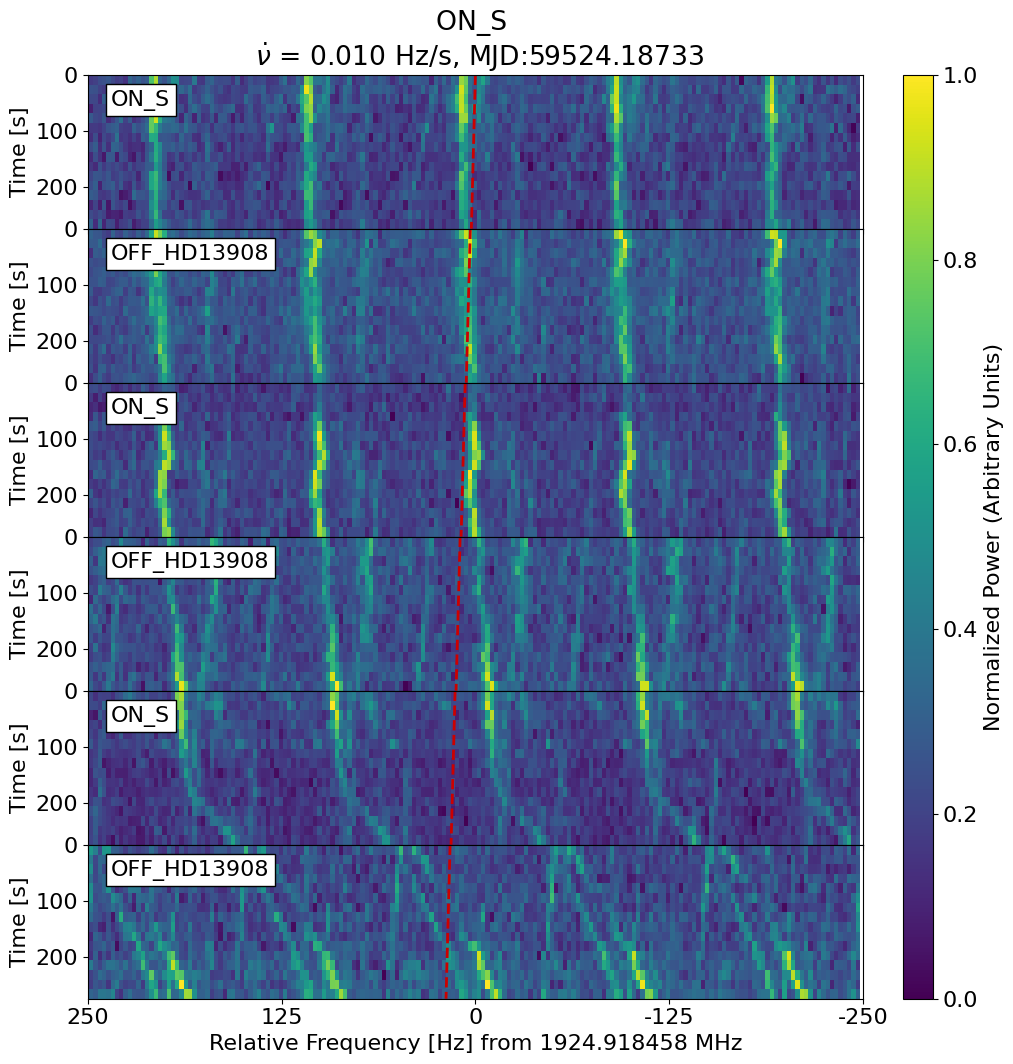 ON_S
ν̇ = 0.010 Hz/s, MJD:59524.18733
0
100
200
Time [s]
ON_S
0
100
200
Time [s]
OFF_HD13908
0
100
200
Time [s]
ON_S
0
100
200
Time [s]
OFF_HD13908
0
100
200
Time [s]
ON_S
0
100
200
Time [s]
OFF_HD13908
250 125 0 -125 -250
Relative Frequency [Hz] from 1924.918458 MHz
1.0
0.8
0.6
0.4
0.2
0.0
Normalized Power (Arbitrary Units)